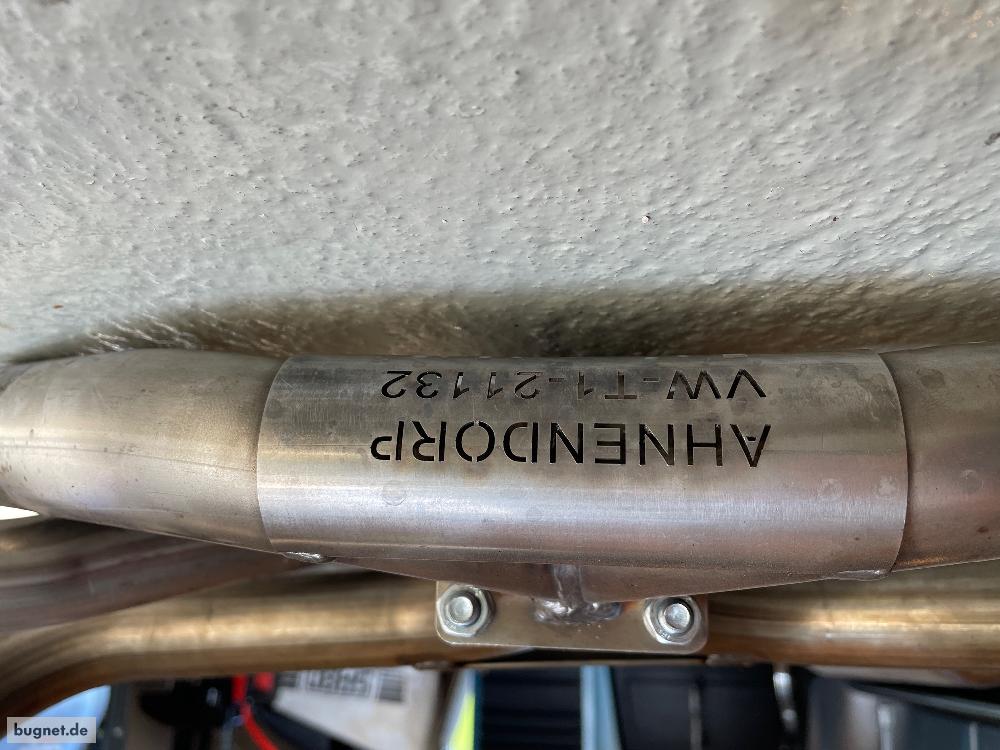 AHNENDORP
VW-T1-21132
bugnet.de